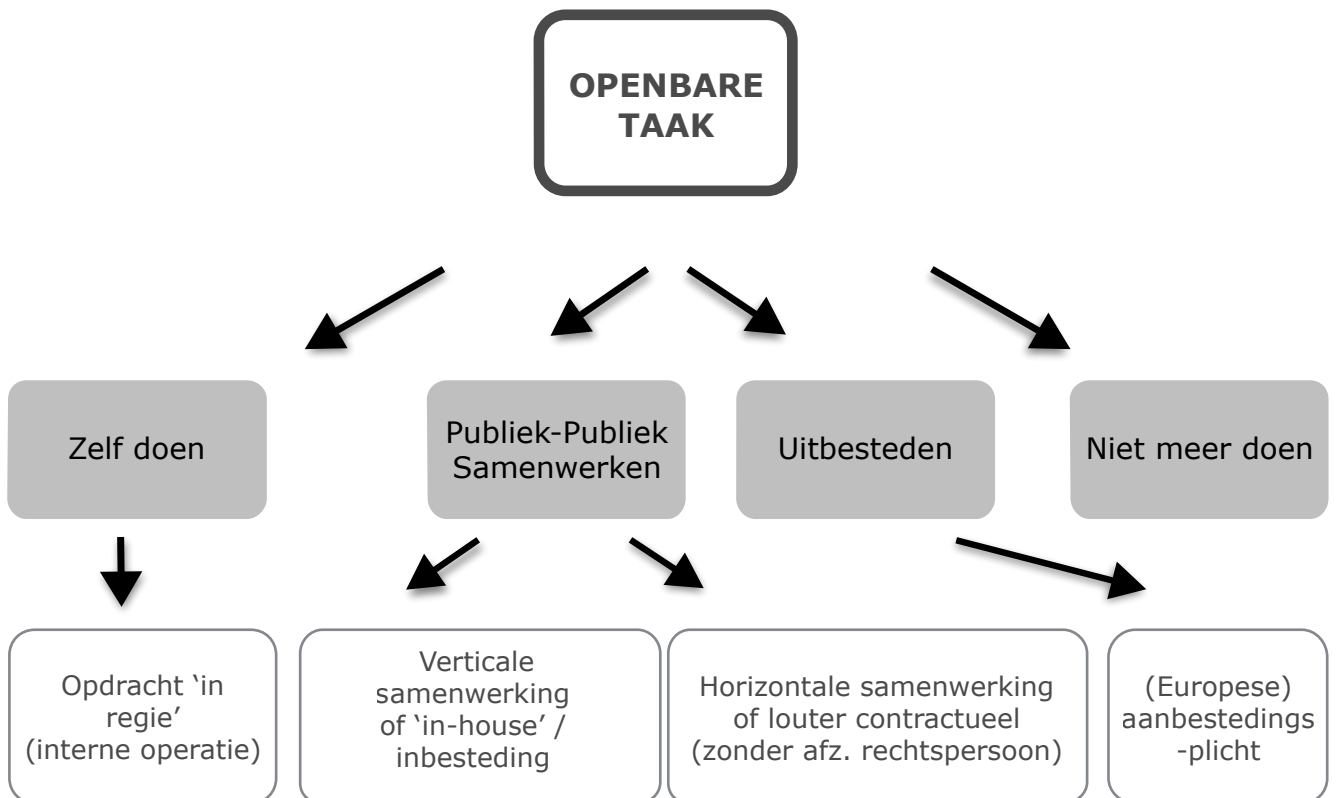 OPENBARE
TAAK
Zelf doen
Publiek-Publiek
Samenwerken
Uitbesteden
Niet meer doen
Opdracht ‘in
regie’
(interne operatie)
Verticale
samenwerking
of ‘in-house’ /
inbesteding
Horizontale samenwerking
of louter contractueel
(zonder afz. rechtspersoon)
(Europese)
aanbestedings
-plicht